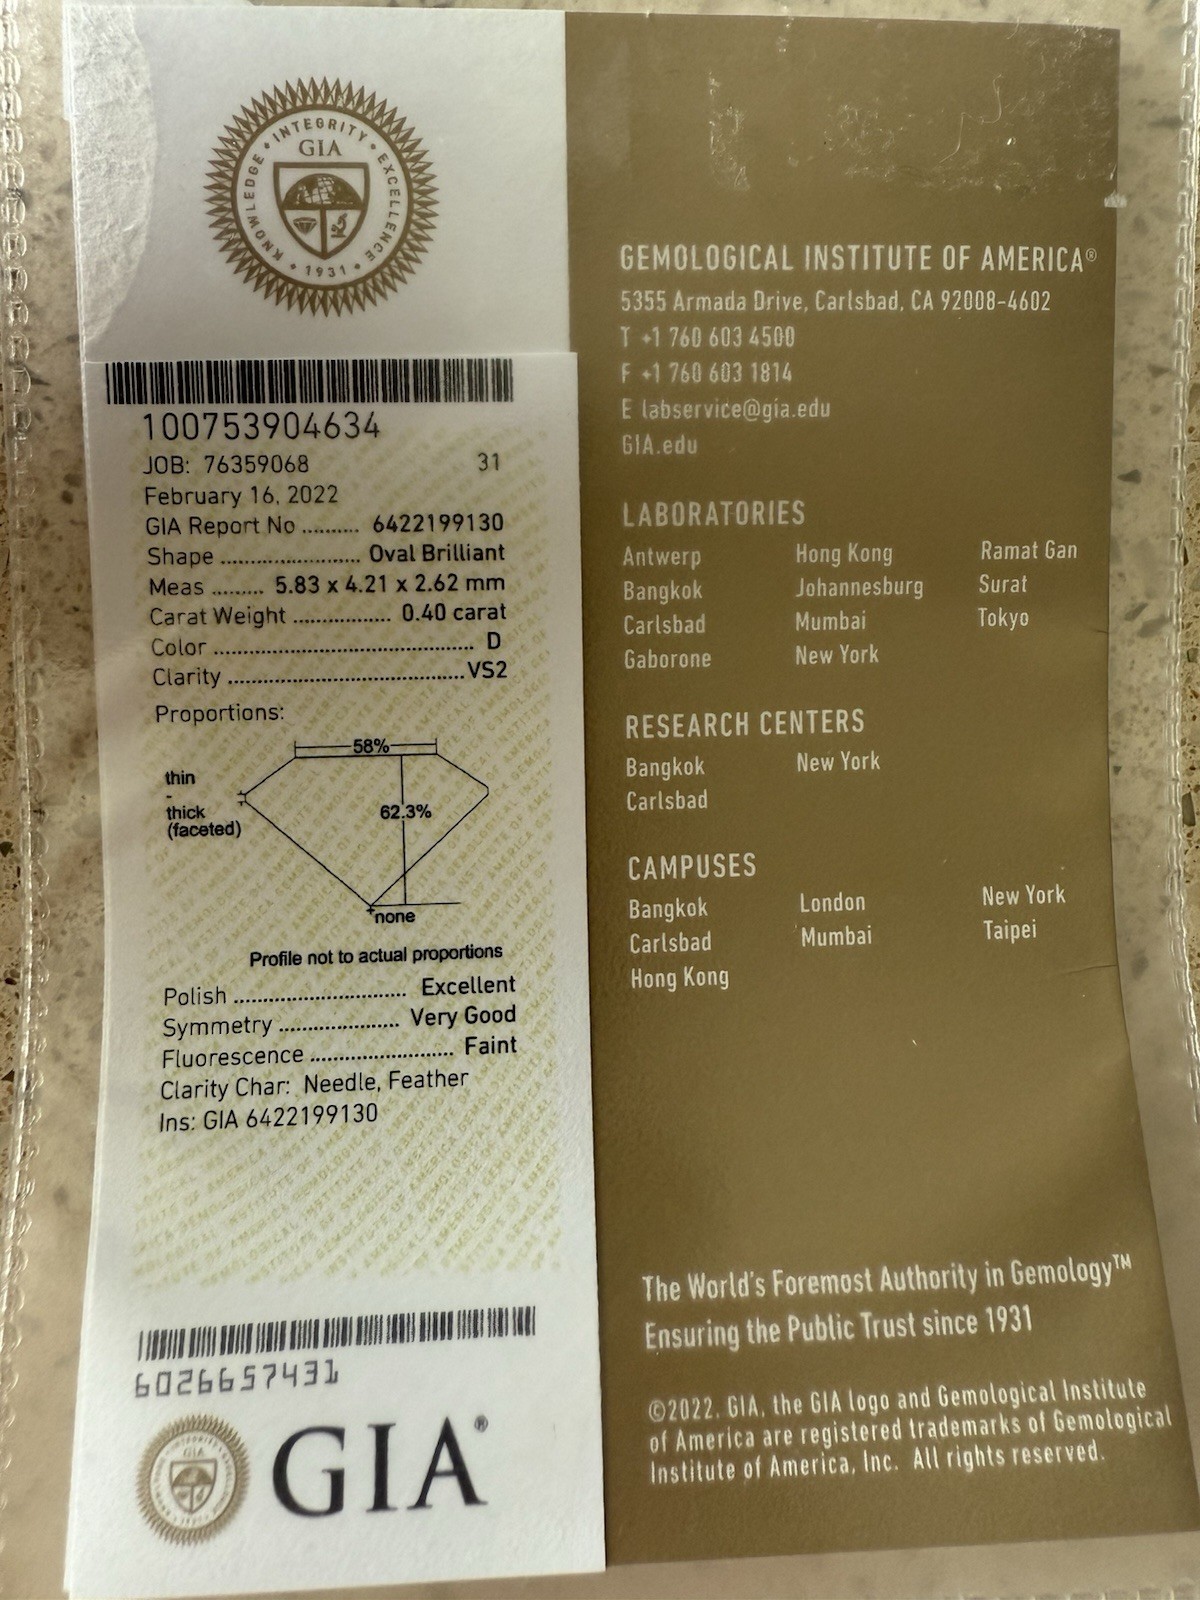 KNOWLEDGE • INTEGRITY • EXCELLENCE • 1931 •
GIA
100753904634
JOB: 76359068 31
February 16, 2022
GIA Report No .......... 6422199130
Shape ..................... Oval Brilliant
Meas ......... 5.83 x 4.21 x 2.62 mm
Carat Weight ................ 0.40 carat
Color .......................................... D
Clarity ..................................... VS2
Proportions:
58%
thin
-
thick
(faceted)
62.3%
none
Profile not to actual proportions
Polish .............................. Excellent
Symmetry ..................... Very Good
Fluorescence ......................... Faint
Clarity Char: Needle, Feather
Ins: GIA 6422199130
6026657431
GIA®
GEMOLOGICAL INSTITUTE OF AMERICA®
5355 Armada Drive, Carlsbad, CA 92008-4602
T +1 760 603 4500
F +1 760 603 1814
E labservice@gia.edu
GIA.edu
LABORATORIES
Antwerp Hong Kong Ramat Gan
Bangkok Johannesburg Surat
Carlsbad Mumbai Tokyo
Gaborone New York
RESEARCH CENTERS
Bangkok New York
Carlsbad
CAMPUSES
Bangkok London New York
Carlsbad Mumbai Taipei
Hong Kong
The World's Foremost Authority in Gemology™
Ensuring the Public Trust since 1931
©2022. GIA, the GIA logo and Gemological Institute
of America are registered trademarks of Gemological
Institute of America, Inc. All rights reserved.